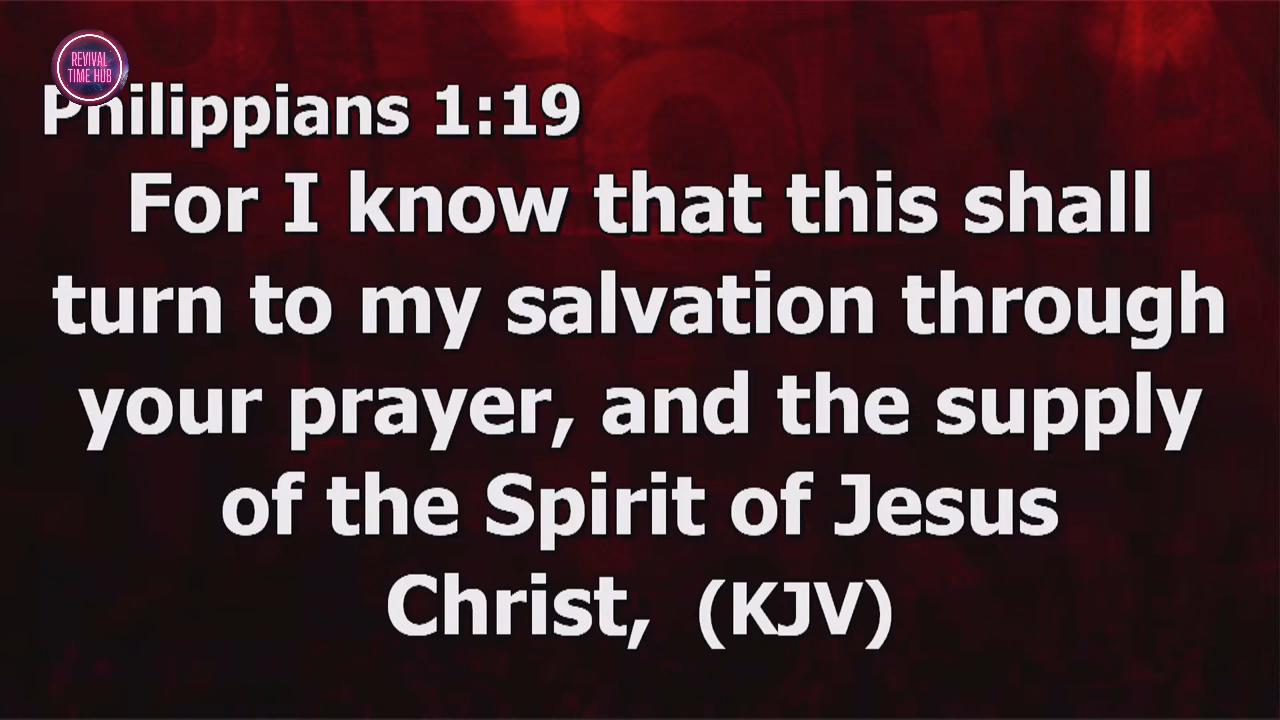 REVIVAL
TIME HUB
Philippians 1:19
For I know that this shall
turn to my salvation through
your prayer, and the supply
of the Spirit of Jesus
Christ, (KJV)